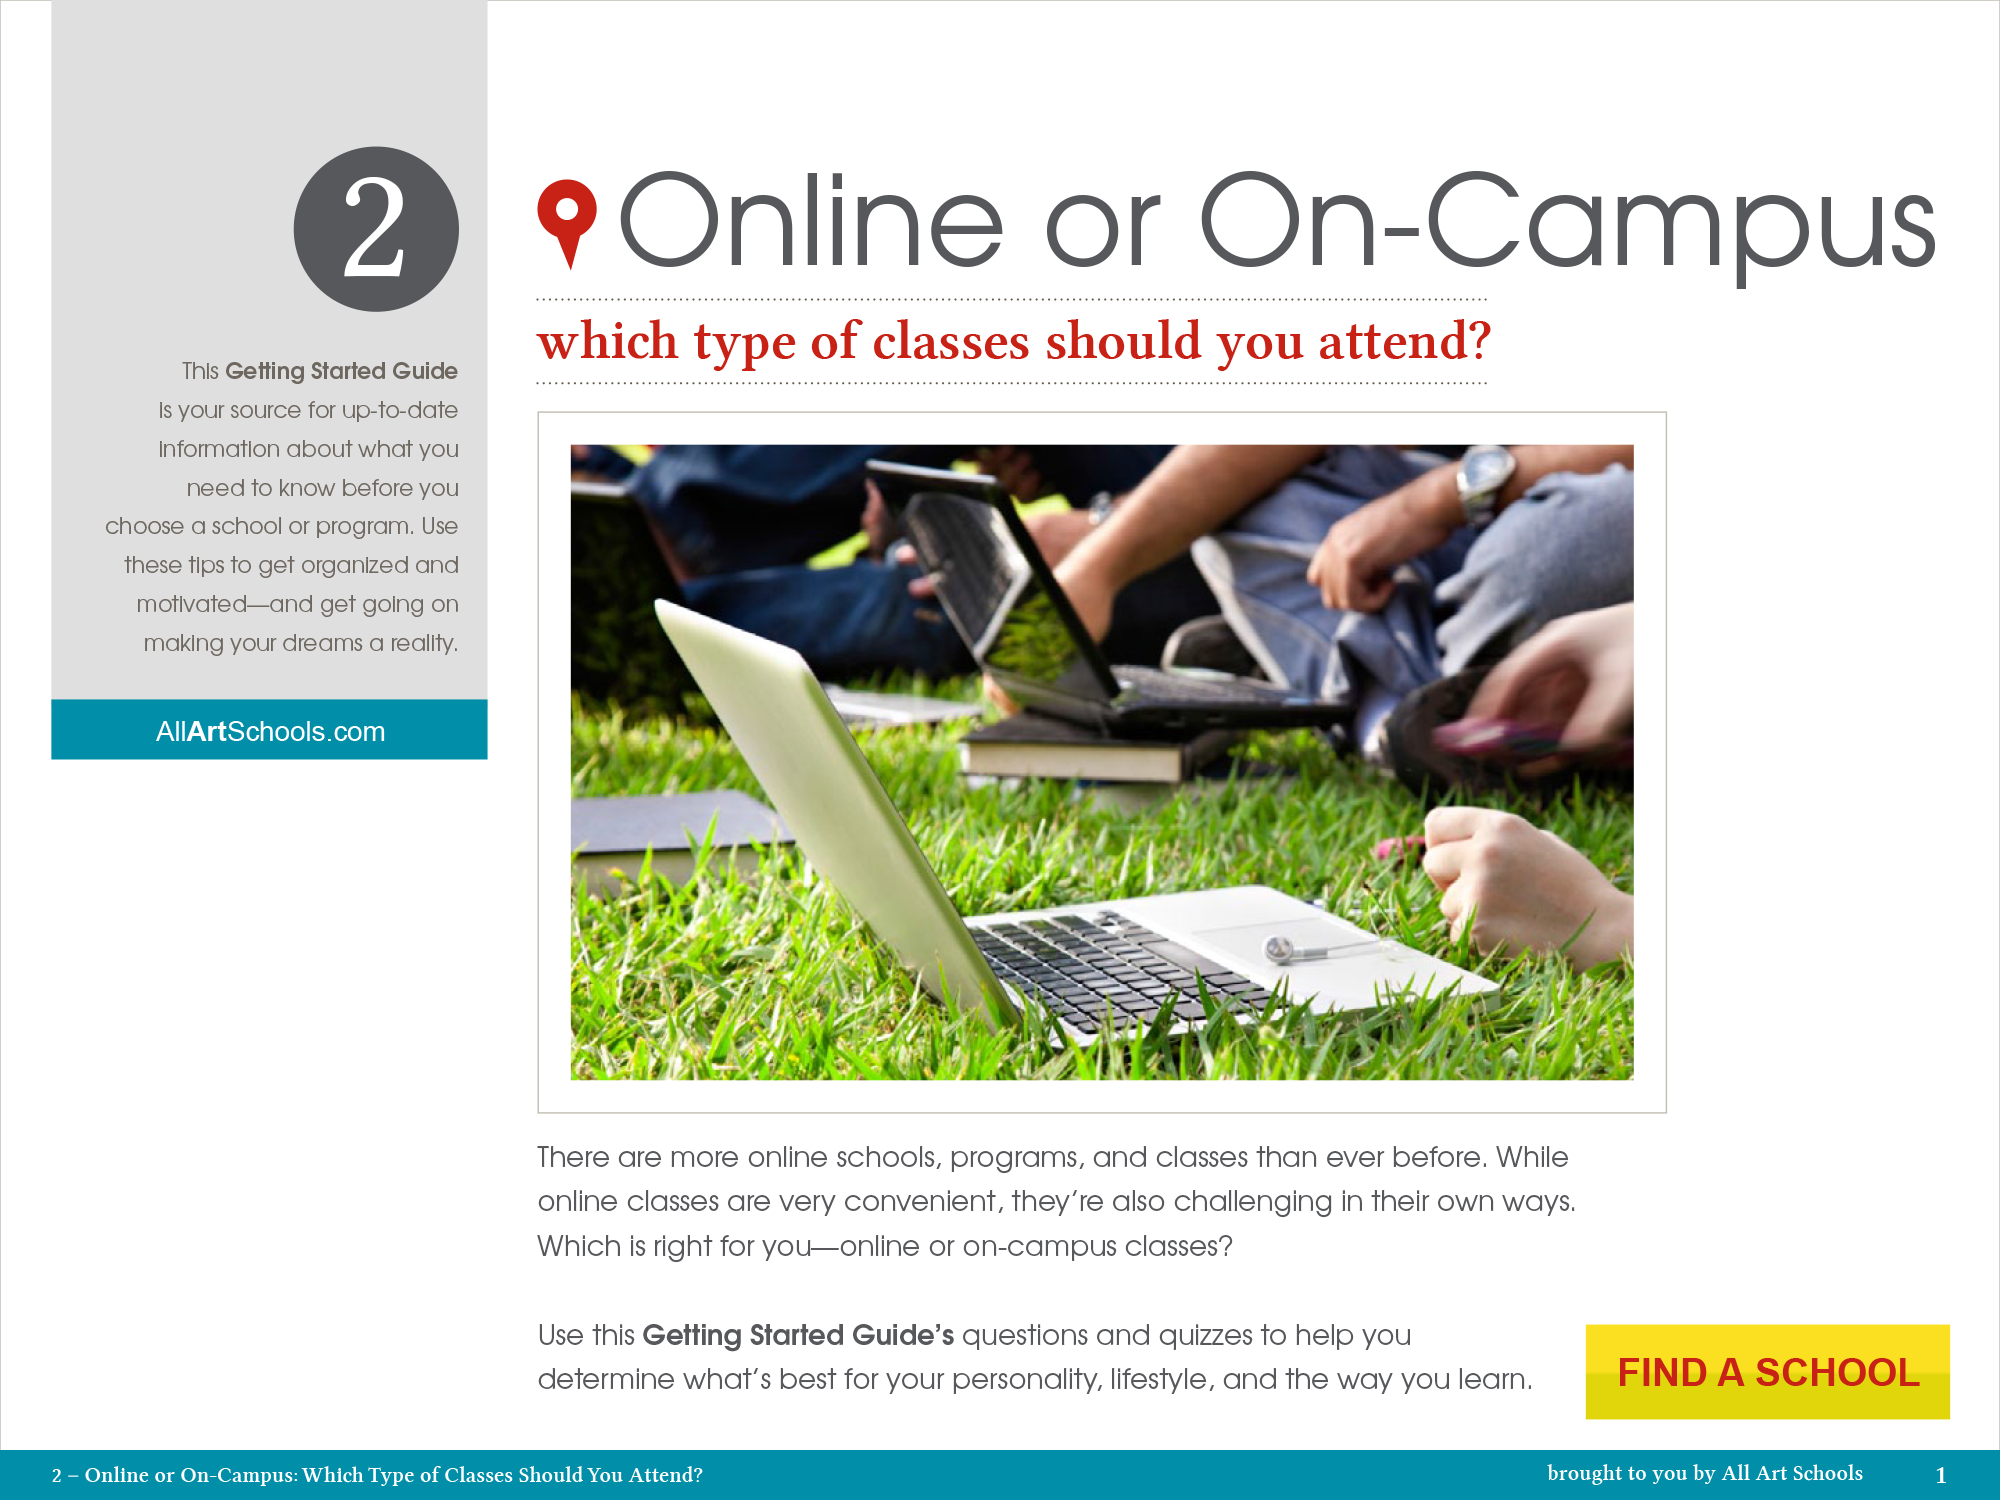 2
This Getting Started Guide
is your source for up-to-date
information about what you
need to know before you
choose a school or program. Use
these tips to get organized and
motivated—and get going on
making your dreams a reality.
AllArtSchools.com
Online or On-Campus
which type of classes should you attend?
There are more online schools, programs, and classes than ever before. While
online classes are very convenient, they’re also challenging in their own ways.
Which is right for you—online or on-campus classes?
Use this Getting Started Guide’s questions and quizzes to help you
determine what’s best for your personality, lifestyle, and the way you learn.
FIND A SCHOOL
2 – Online or On-Campus: Which Type of Classes Should You Attend?
brought to you by All Art Schools 1